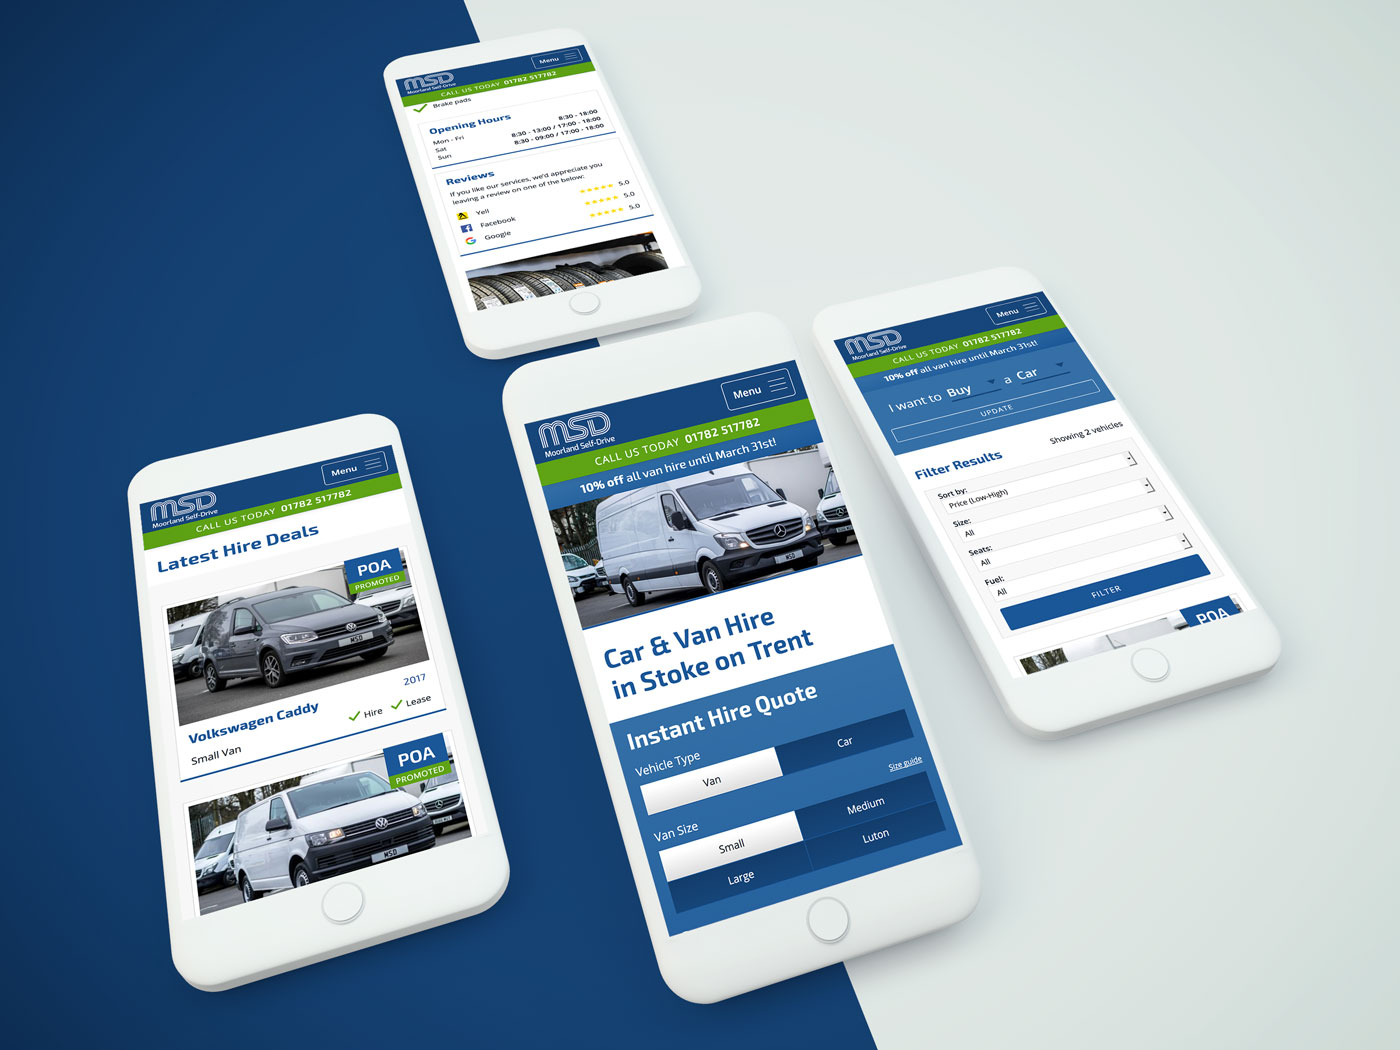 MSD
Moorland Self-Drive
Menu
CALL US TODAY 01782 517782
Brake pads
Opening Hours
Mon - Fri 8:30 - 18:00
Sat 8:30 - 13:00 / 17:00 - 18:00
Sun 8:30 - 09:00 / 17:00 - 18:00
Reviews
If you like our services, we'd appreciate you
leaving a review on one of the below:
Yell 5.0
Facebook 5.0
Google 5.0
MSD
Moorland Self-Drive
Menu
CALL US TODAY 01782 517782
Latest Hire Deals
POA
PROMOTED
MSD
2017
Volkswagen Caddy
Hire Lease
Small Van
POA
PROMOTED
MSD
MSD
Moorland Self-Drive
Menu
CALL US TODAY 01782 517782
10% off all van hire until March 31st!
MSD
Car & Van Hire
in Stoke on Trent
Instant Hire Quote
Vehicle Type
Van Car
Size guide
Van Size
Small Medium
Large Luton
MSD
Moorland Self-Drive
Menu
CALL US TODAY 01782 517782
10% off all van hire until March 31st!
I want to Buy a Car
UPDATE
Showing 2 vehicles
Filter Results
Sort by:
Price (Low-High)
Size:
All
Seats:
All
Fuel:
All
FILTER
POA